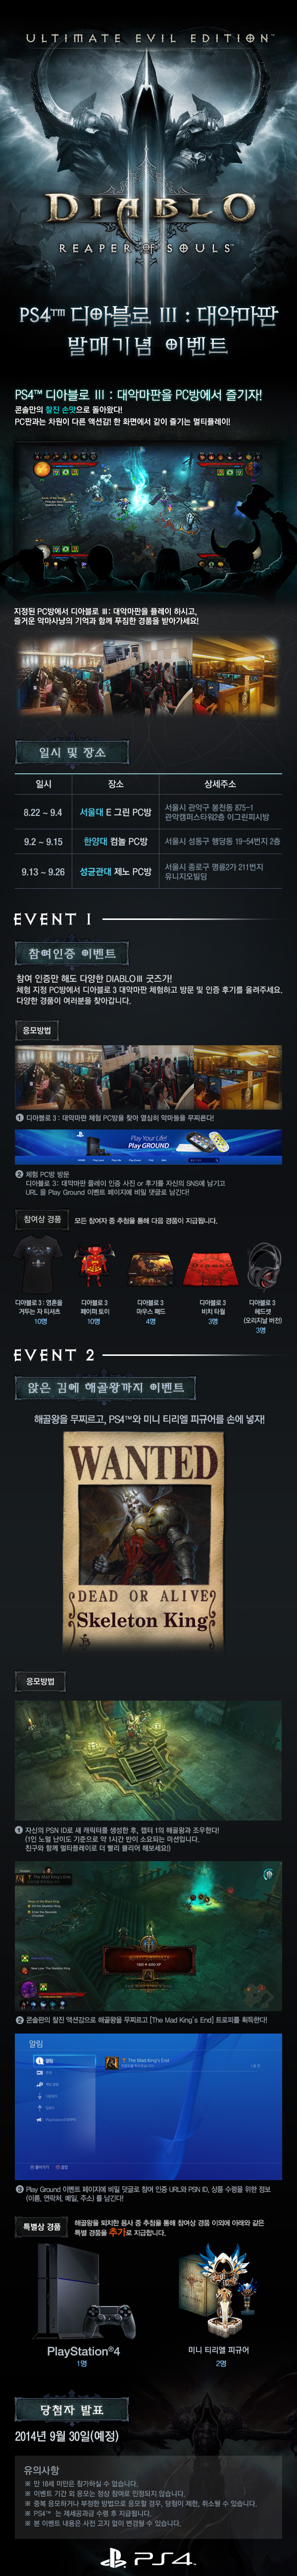 ULTIMATE EVIL EDITION™
DIABLO
III
REAPER OF SOULS™
PS4™ 디아블로 III : 대악마판
발매기념 이벤트
PS4™ 디아블로 III : 대악마판을 PC방에서 즐기자!
콘솔만의 찰진 손맛으로 돌아왔다!
PC판과는 차원이 다른 액션감! 한 화면에서 같이 즐기는 멀티플레이!
지정된 PC방에서 디아블로 III: 대악마판을 플레이 하시고,
즐거운 악마사냥의 기억과 함께 푸짐한 경품을 받아가세요!
일시 및 장소
일시 장소 상세주소
8.22 ~ 9.4 서울대 E 그린 PC방 서울시 관악구 봉천동 875-1
관악캠퍼스타워2층 이그린피시방
9.2 ~ 9.15 한양대 컴놀 PC방 서울시 성동구 행당동 19-54번지 2층
9.13 ~ 9.26 성균관대 제노 PC방 서울시 종로구 명륜2가 211번지
유니지오빌딩
EVENT 1
참여인증 이벤트
참여 인증만 해도 다양한 DIABLO III 굿즈가!
체험 지정 PC방에서 디아블로 3 대악마판 체험하고 방문 및 인증 후기를 올려주세요.
다양한 경품이 여러분을 찾아갑니다.
응모방법
1 디아블로 3 : 대악마판 체험 PC방을 찾아 열심히 악마들을 무찌른다!
Play Your Life!
Play GROUND
2 체험 PC방 방문
디아블로 3: 대악마판 플레이 인증 사진 or 후기를 자신의 SNS에 남기고
URL 을 Play Ground 이벤트 페이지에 비밀 댓글로 남긴다!
참여상 경품 모든 참여자 중 추첨을 통해 다음 경품이 지급됩니다.
디아블로 3 : 영혼을
거두는 자 티셔츠
10명
디아블로 3
페이퍼 토이
10명
디아블로 3
마우스 패드
4명
디아블로 3
비치 타월
3명
디아블로 3
헤드셋
(오리지날 버전)
3명
EVENT 2
앉은 김에 해골왕까지 이벤트
해골왕을 무찌르고, PS4™와 미니 티리엘 피규어를 손에 넣자!
WANTED
DEAD OR ALIVE
Skeleton King
응모방법
1 자신의 PSN ID로 새 캐릭터를 생성한 후, 챕터 1의 해골왕과 조우한다!
(1인 노멀 난이도 기준으로 약 1시간 반이 소요되는 미션입니다.
친구와 함께 멀티플레이로 더 빨리 클리어 해보세요!)
The Mad King's End
2 콘솔판의 찰진 액션감으로 해골왕을 무찌르고 [The Mad King's End] 트로피를 획득한다!
알림
알림
The Mad King's End
3 Play Ground 이벤트 페이지에 비밀 댓글로 참여 인증 URL와 PSN ID, 상품 수령을 위한 정보
(이름, 연락처, 메일, 주소) 를 남긴다!
특별상 경품 해골왕을 퇴치한 용사 중 추첨을 통해 참여상 경품 이외에 아래와 같은
특별 경품을 추가로 지급합니다.
PlayStation®4
1명
미니 티리엘 피규어
2명
당첨자 발표
2014년 9월 30일(예정)
유의사항
※ 만 18세 미만은 참가하실 수 없습니다.
※ 이벤트 기간 외 응모는 정상 참여로 인정되지 않습니다.
※ 중복 응모하거나 부정한 방법으로 응모할 경우, 당첨이 제한, 취소될 수 있습니다.
※ PS4™ 는 제세공과금 수령 후 지급됩니다.
※ 본 이벤트 내용은 사전 고지 없이 변경될 수 있습니다.
PS4™